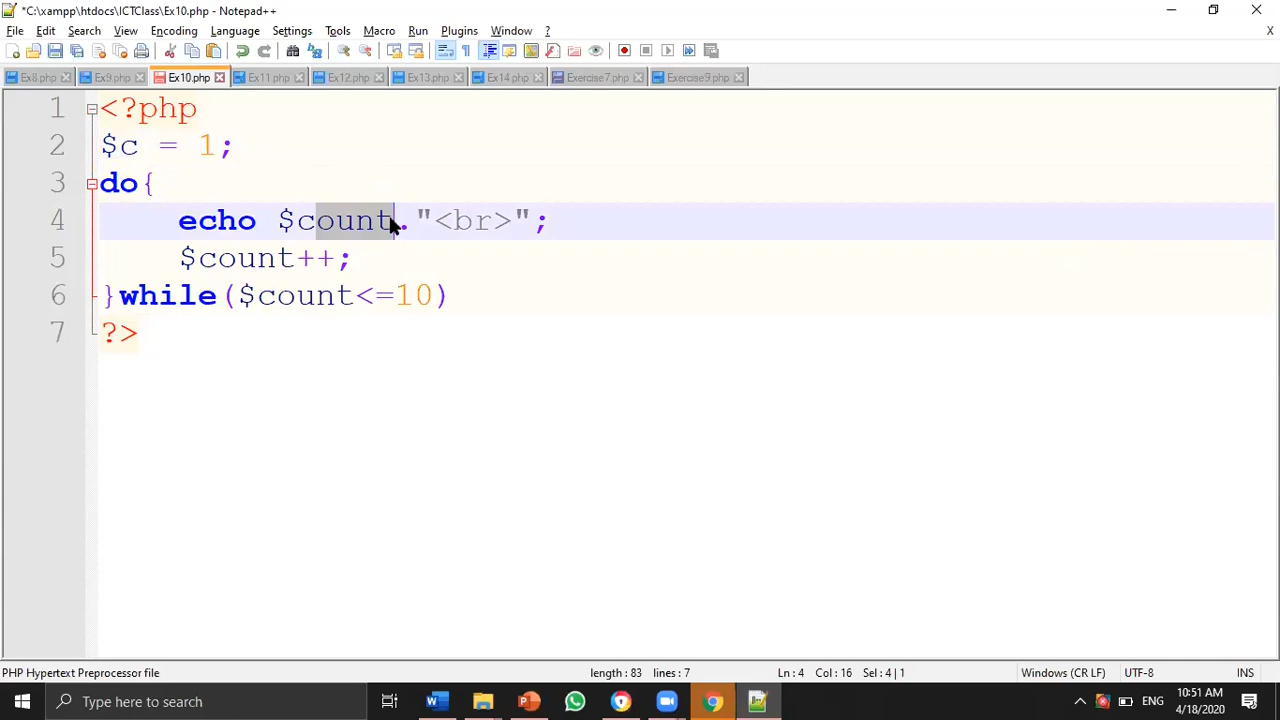 *C:\xampp\htdocs\ICTClass\Ex10.php - Notepad++
File Edit Search View Encoding Language Settings Tools Macro Run Plugins Window ?
X
Ex8.php Ex9.php Ex10.php Ex11.php Ex12.php Ex13.php Ex14.php Exercise7.php Exercise9.php
1 <?php
2 $c = 1;
3 do{
4 echo $count."<br>";
5 $count++;
6 }while($count<=10)
7 ?>
PHP Hypertext Preprocessor file length : 83 lines : 7 Ln : 4 Col : 16 Sel : 4 | 1 Windows (CR LF) UTF-8 INS
Type here to search ENG 10:51 AM
4/18/2020